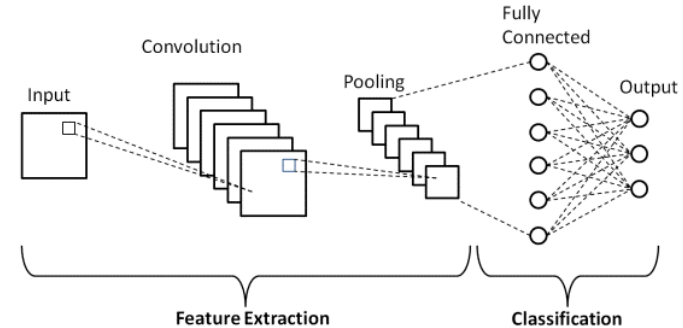 Input
Convolution
Pooling
Fully
Connected
Output
Feature Extraction
Classification